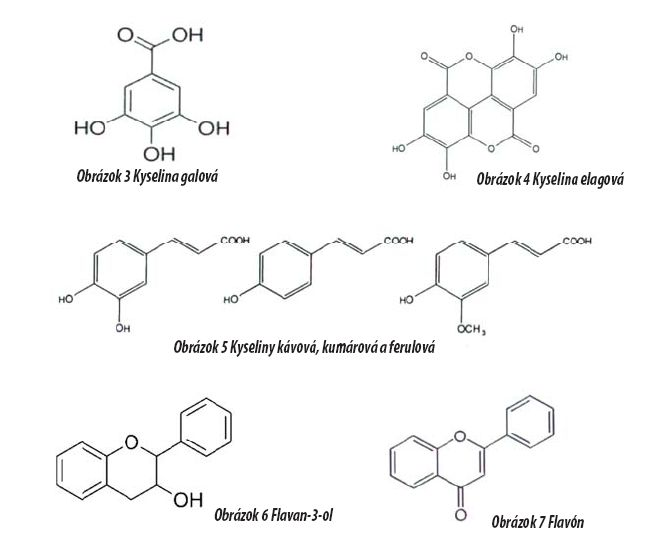 O OH
HO OH
OH
Obrázok 3 Kyselina galová
OH
O O OH
HO O O
OH
Obrázok 4 Kyselina elagová
COOH COOH COOH
HO HO HO
OH OCH3
Obrázok 5 Kyseliny kávová, kumárová a ferulová
O O
OH
Obrázok 6 Flavan-3-ol
O
Obrázok 7 Flavón